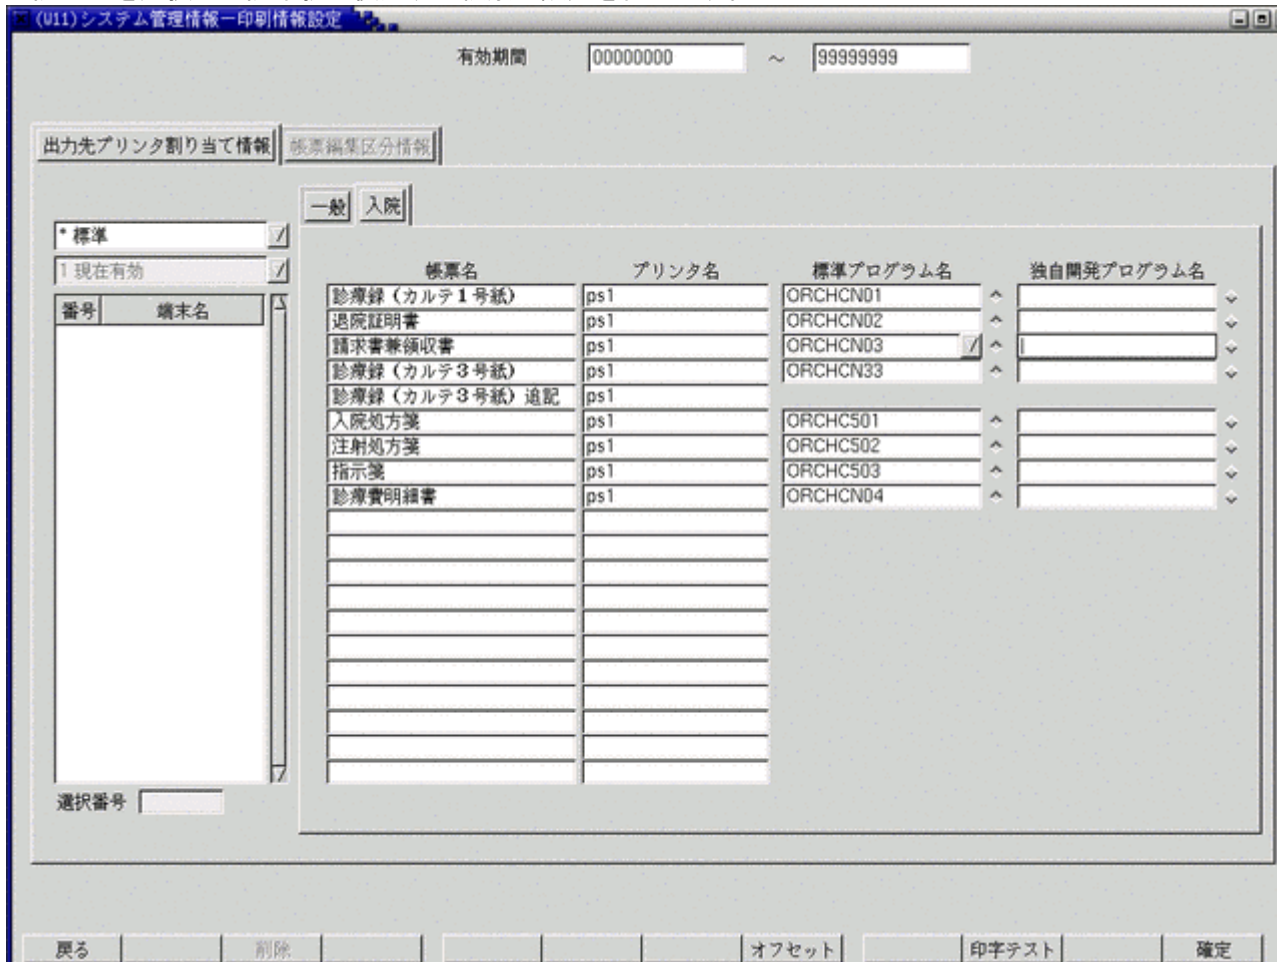 (U11)システム管理情報－印刷情報設定
有効期間 00000000 ～ 99999999
出力先プリンタ割り当て情報 帳票編集区分情報
一般 入院
* 標準
1 現在有効
番号 端末名
帳票名 プリンタ名 標準プログラム名 独自開発プログラム名
診療録（カルテ１号紙） ps1 ORCHCN01
退院証明書 ps1 ORCHCN02
請求書兼領収書 ps1 ORCHCN03
診療録（カルテ３号紙） ps1 ORCHCN33
診療録（カルテ３号紙）追記 ps1
入院処方箋 ps1 ORCHC501
注射処方箋 ps1 ORCHC502
指示箋 ps1 ORCHC503
診療費明細書 ps1 ORCHCN04
選択番号
戻る 削除 オフセット 印字テスト 確定